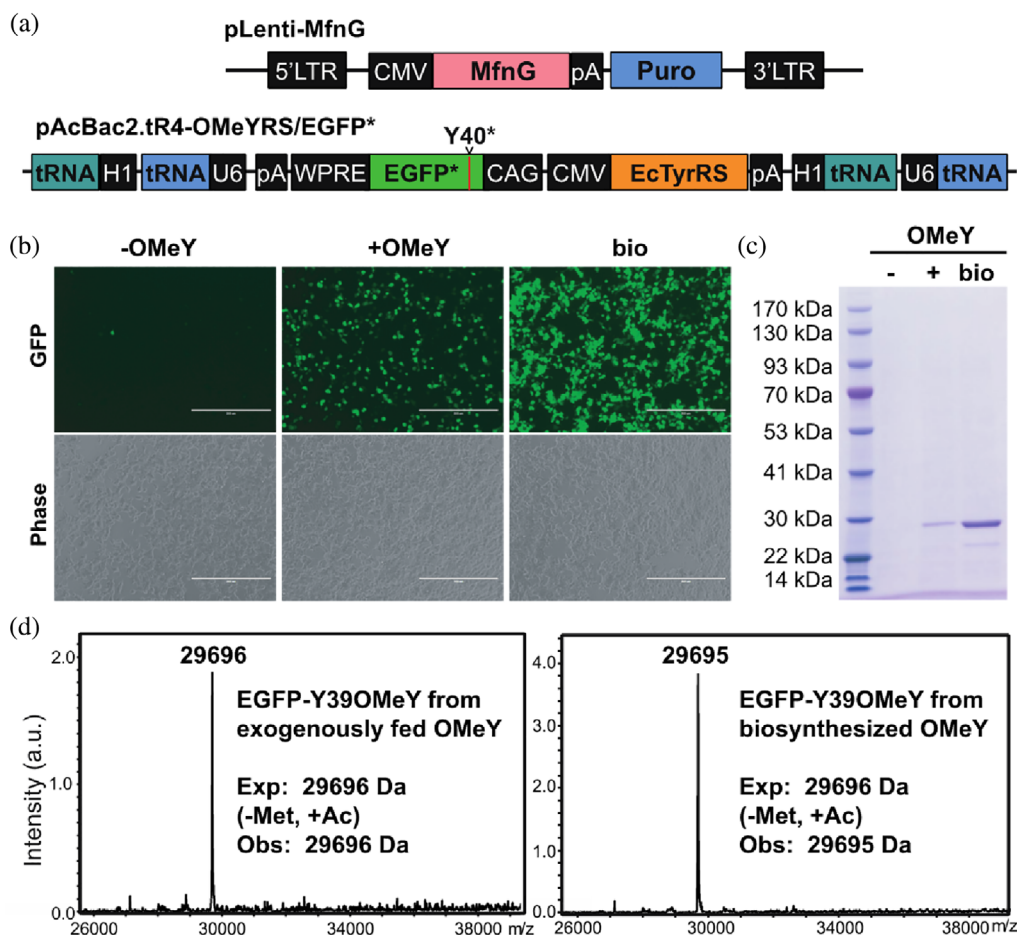 (a)
pLenti-MfnG
5'LTR CMV MfnG pA Puro 3'LTR
pAcBac2.tR4-OMeYRS/EGFP*
Y40*
tRNA H1 tRNA U6 pA WPRE EGFP* CAG CMV EcTyrRS pA H1 tRNA U6 tRNA
(b)
-OMeY +OMeY bio
GFP
Phase
(c)
OMeY
- + bio
170 kDa
130 kDa
93 kDa
70 kDa
53 kDa
41 kDa
30 kDa
22 kDa
14 kDa
(d)
Intensity (a.u.)
2.0
1.0
0.0
29696
EGFP-Y39OMeY from
exogenously fed OMeY
Exp: 29696 Da
(-Met, +Ac)
Obs: 29696 Da
26000 30000 34000 38000 m/z
4.0
3.0
2.0
1.0
0.0
29695
EGFP-Y39OMeY from
biosynthesized OMeY
Exp: 29696 Da
(-Met, +Ac)
Obs: 29695 Da
26000 30000 34000 38000 m/z